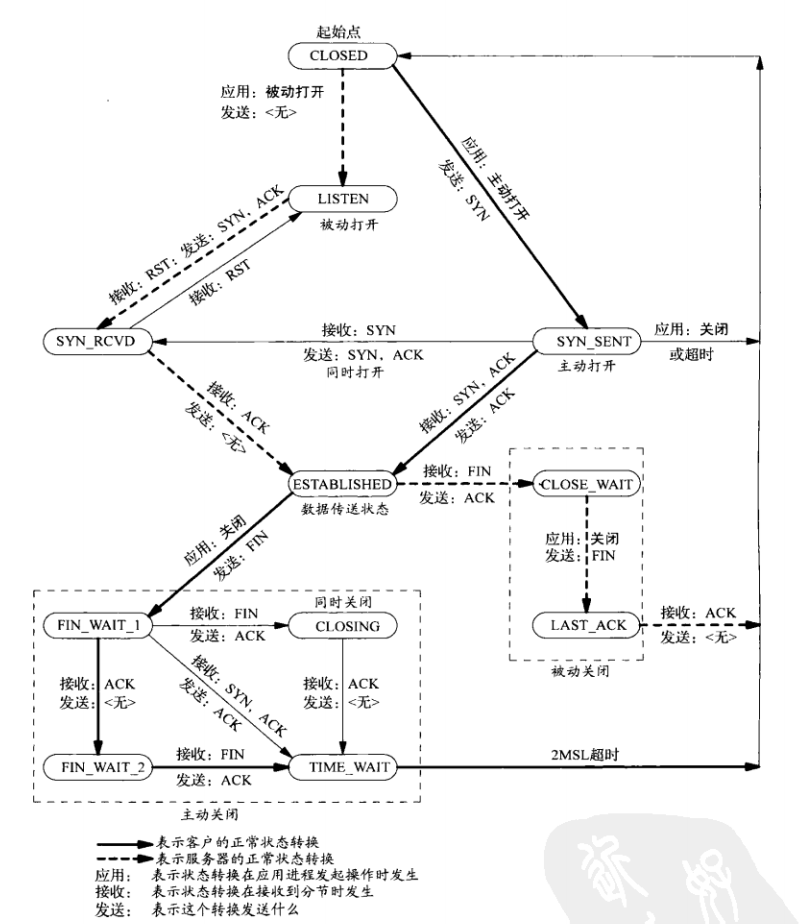 起始点
CLOSED
应用：被动打开
发送：<无>
应用：主动打开
发送：SYN
LISTEN
被动打开
接收：RST；发送：SYN，ACK
接收：RST
SYN_RCVD
接收：SYN
发送：SYN，ACK
同时打开
SYN_SENT
主动打开
应用：关闭
或超时
接收：ACK
发送：<无>
接收：SYN，ACK
发送：ACK
ESTABLISHED
数据传送状态
接收：FIN
发送：ACK
CLOSE_WAIT
应用：关闭
发送：FIN
应用：关闭
发送：FIN
LAST_ACK
被动关闭
接收：ACK
发送：<无>
FIN_WAIT_1
接收：FIN
发送：ACK
同时关闭
CLOSING
接收：ACK
发送：<无>
接收：SYN，ACK
发送：ACK
接收：ACK
发送：<无>
FIN_WAIT_2
接收：FIN
发送：ACK
TIME_WAIT
2MSL超时
主动关闭
表示客户的正常状态转换
表示服务器的正常状态转换
应用： 表示状态转换在应用进程发起操作时发生
接收： 表示状态转换在接收到分节时发生
发送： 表示这个转换发送什么